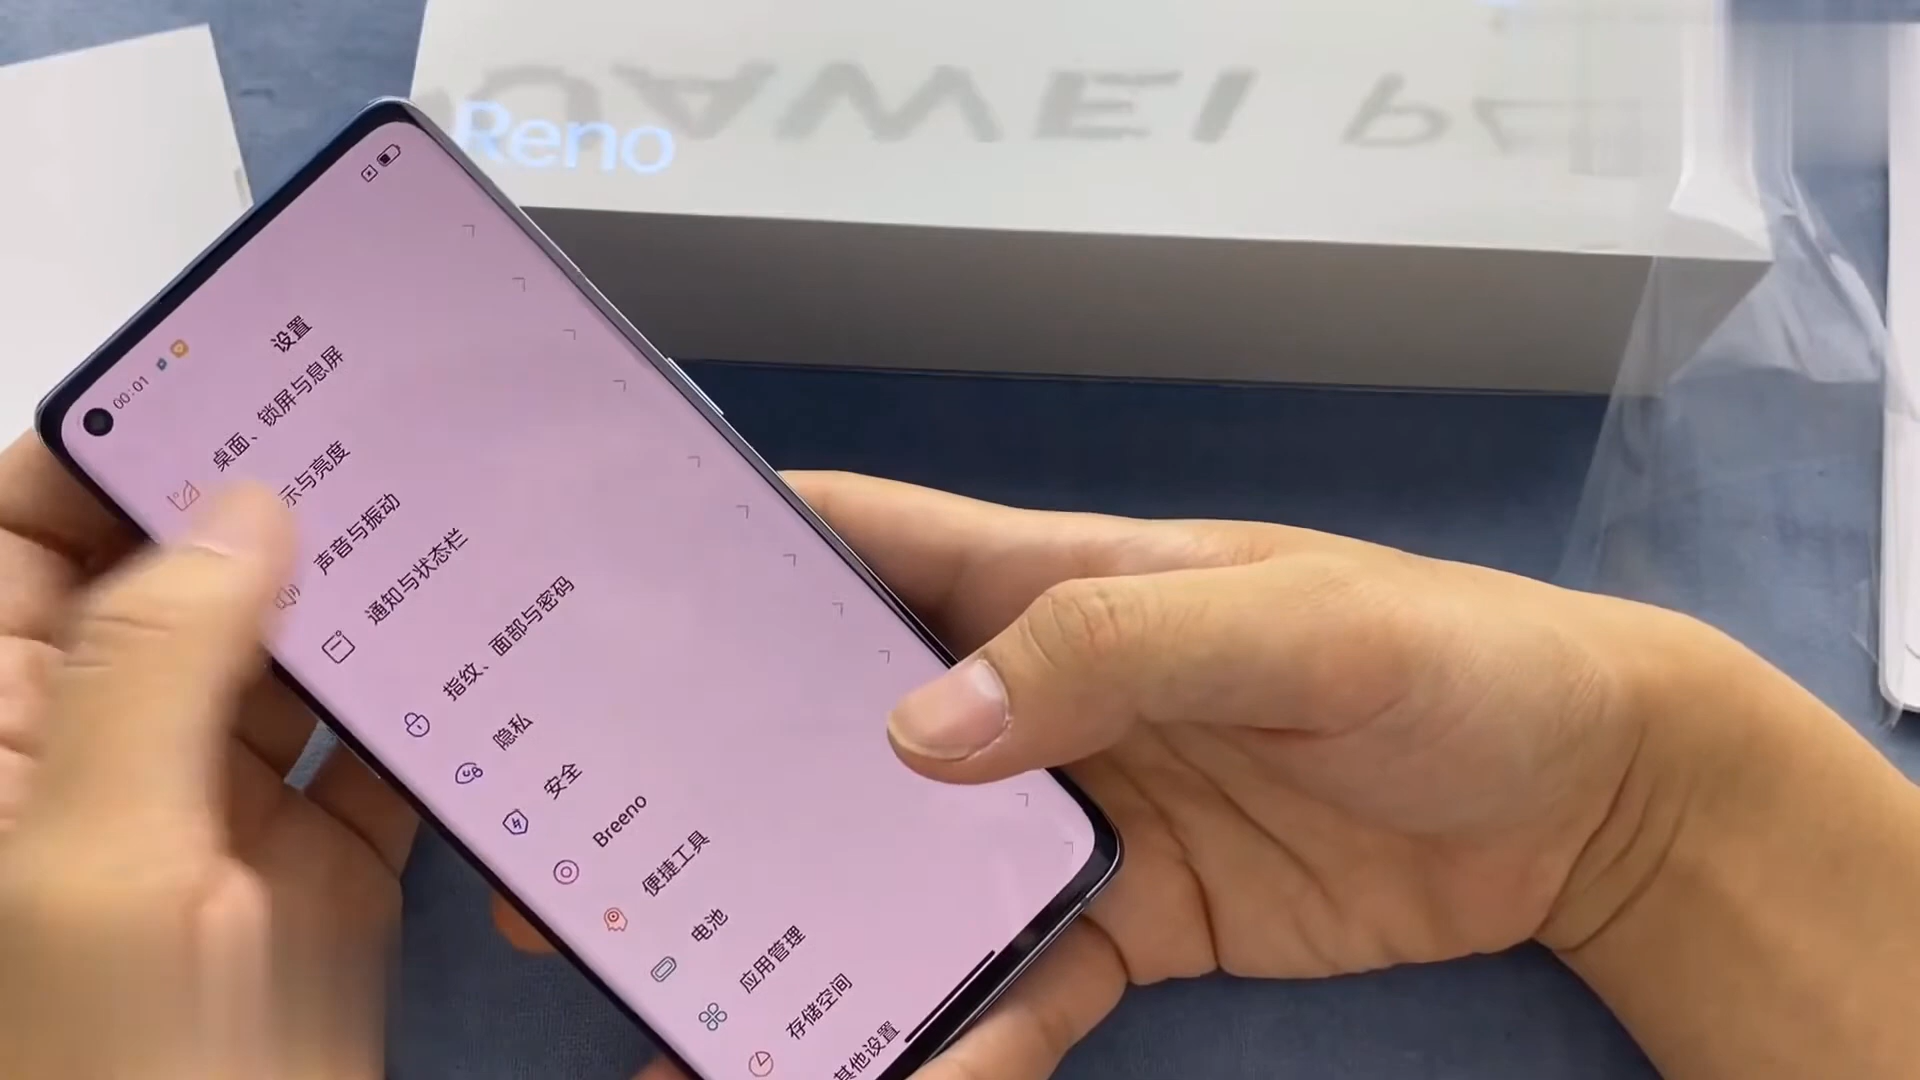 Reno
HUAWEI P4
00:01
设置
桌面、锁屏与息屏
示与亮度
声音与振动
通知与状态栏
指纹、面部与密码
隐私
安全
Breeno
便捷工具
电池
应用管理
存储空间
其他设置